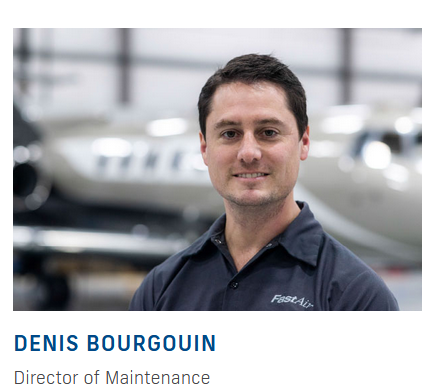 FastAir
DENIS BOURGOUIN
Director of Maintenance